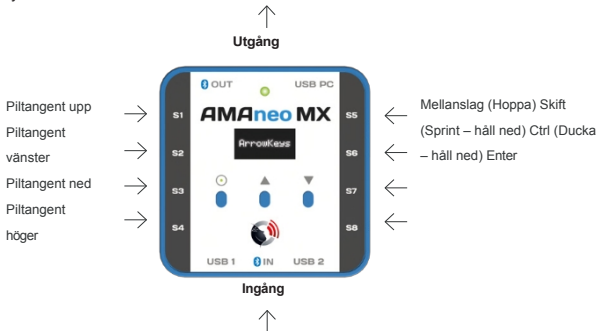 Utgång
OUT
USB PC
Piltangent upp
Piltangent
vänster
Piltangent ned
Piltangent
höger
S1
S2
S3
S4
AMAneo MX
ArrowKeys
S5
S6
S7
S8
Mellanslag (Hoppa) Skift
(Sprint – håll ned) Ctrl (Ducka
– håll ned) Enter
USB 1
IN
USB 2
Ingång